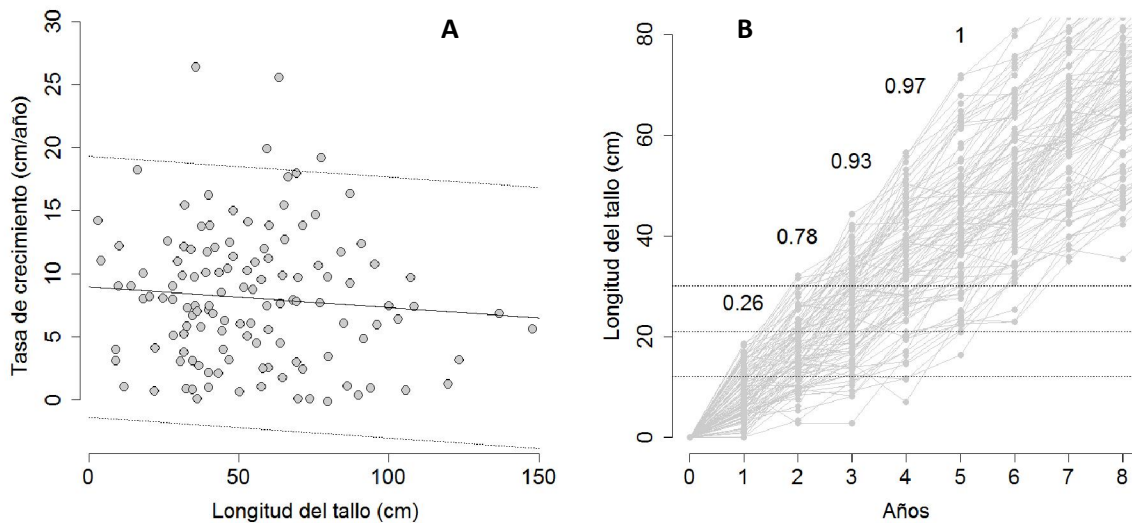 A
Tasa de crecimiento (cm/año)
30
25
20
15
10
5
0
0 50 100 150
Longitud del tallo (cm)
B
Longitud del tallo (cm)
80
60
40
20
0
1
0.97
0.93
0.78
0.26
0 1 2 3 4 5 6 7 8
Años